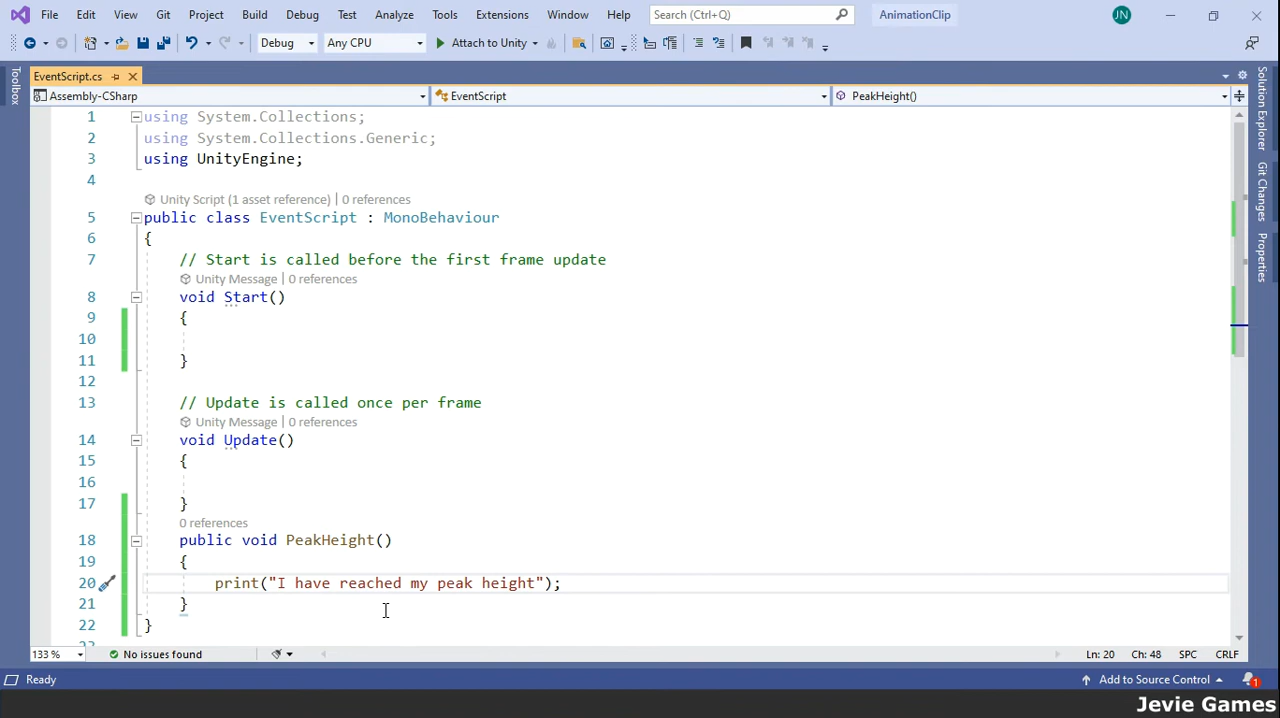 File Edit View Git Project Build Debug Test Analyze Tools Extensions Window Help Search (Ctrl+Q) AnimationClip JN
Debug Any CPU Attach to Unity
EventScript.cs
Assembly-CSharp EventScript PeakHeight()
Toolbox
Solution Explorer
Git Changes
Properties
1 using System.Collections;
2 using System.Collections.Generic;
3 using UnityEngine;
4
Unity Script (1 asset reference) | 0 references
5 public class EventScript : MonoBehaviour
6 {
7 // Start is called before the first frame update
Unity Message | 0 references
8 void Start()
9 {
10
11 }
12
13 // Update is called once per frame
Unity Message | 0 references
14 void Update()
15 {
16
17 }
0 references
18 public void PeakHeight()
19 {
20 print("I have reached my peak height");
21 }
22 }
133 % No issues found Ln: 20 Ch: 48 SPC CRLF
Ready Add to Source Control 1
Jevie Games